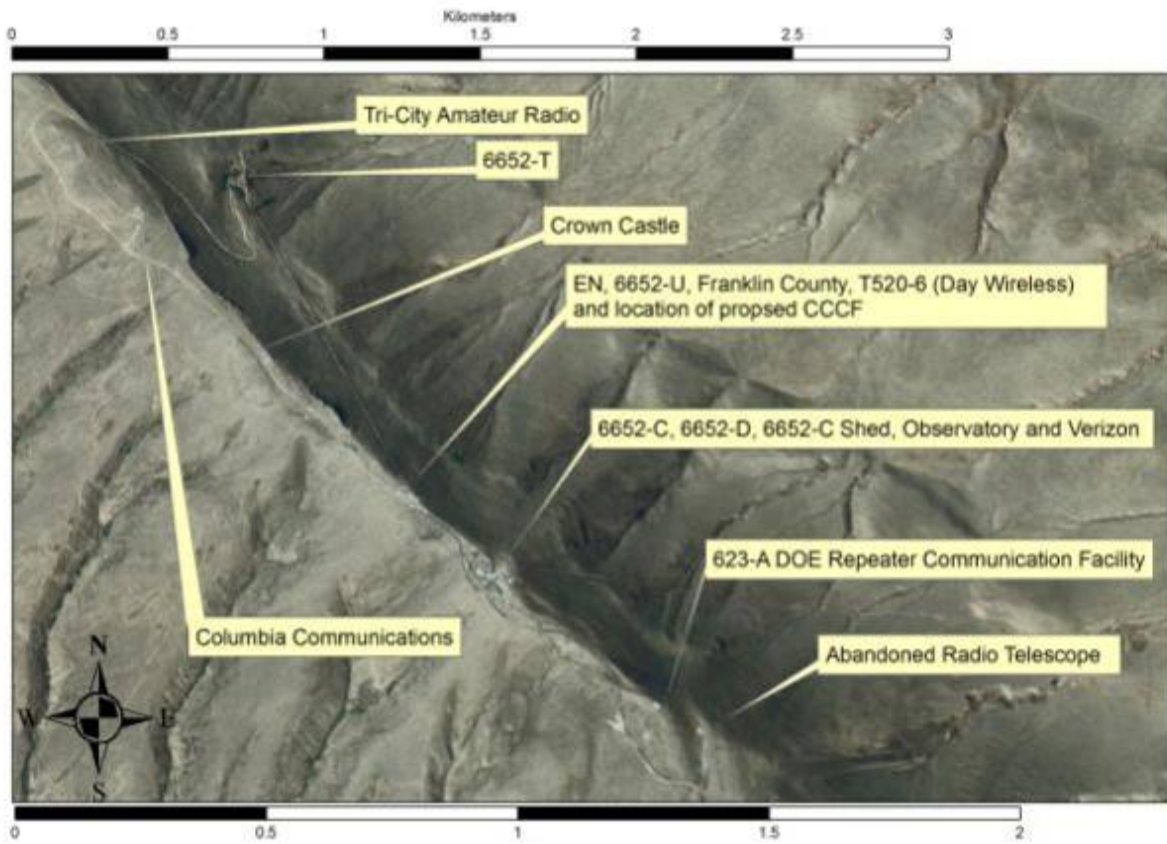 Kilometers
0 0.5 1 1.5 2 2.5 3
Tri-City Amateur Radio
6652-T
Crown Castle
EN, 6652-U, Franklin County, T520-6 (Day Wireless)
and location of propsed CCCF
6652-C, 6652-D, 6652-C Shed, Observatory and Verizon
623-A DOE Repeater Communication Facility
Columbia Communications
Abandoned Radio Telescope
N
W E
S
0 0.5 1 1.5 2